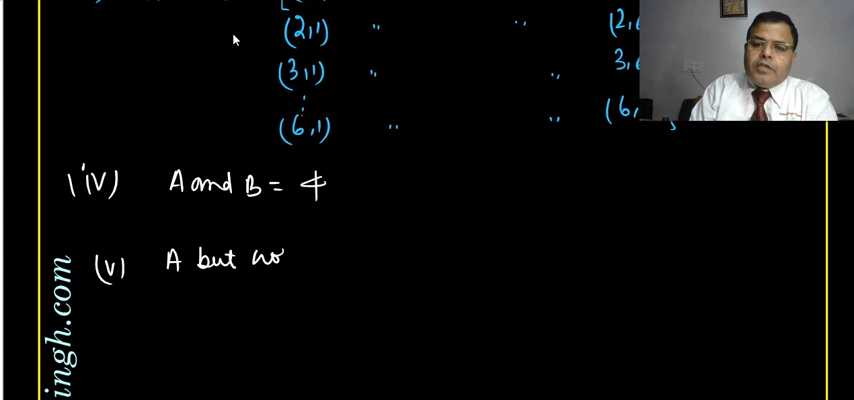 (2,1) " " (2,
(3,1) " " 3,
(6,1) " " (6,
(iv) A and B = ϕ
(v) A but no
ingh.com